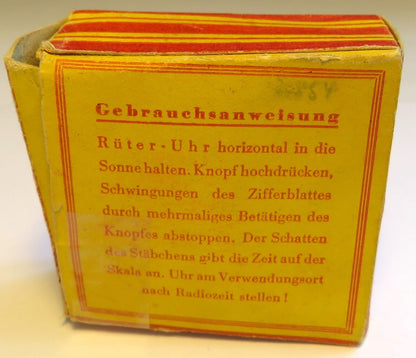 Gebrauchsanweisung
Rüter-Uhr horizontal in die
Sonne halten. Knopf hochdrücken,
Schwingungen des Zifferblattes
durch mehrmaliges Betätigen des
Knopfes abstoppen. Der Schatten
des Stäbchens gibt die Zeit auf der
Skala an. Uhr am Verwendungsort
nach Radiozeit stellen!